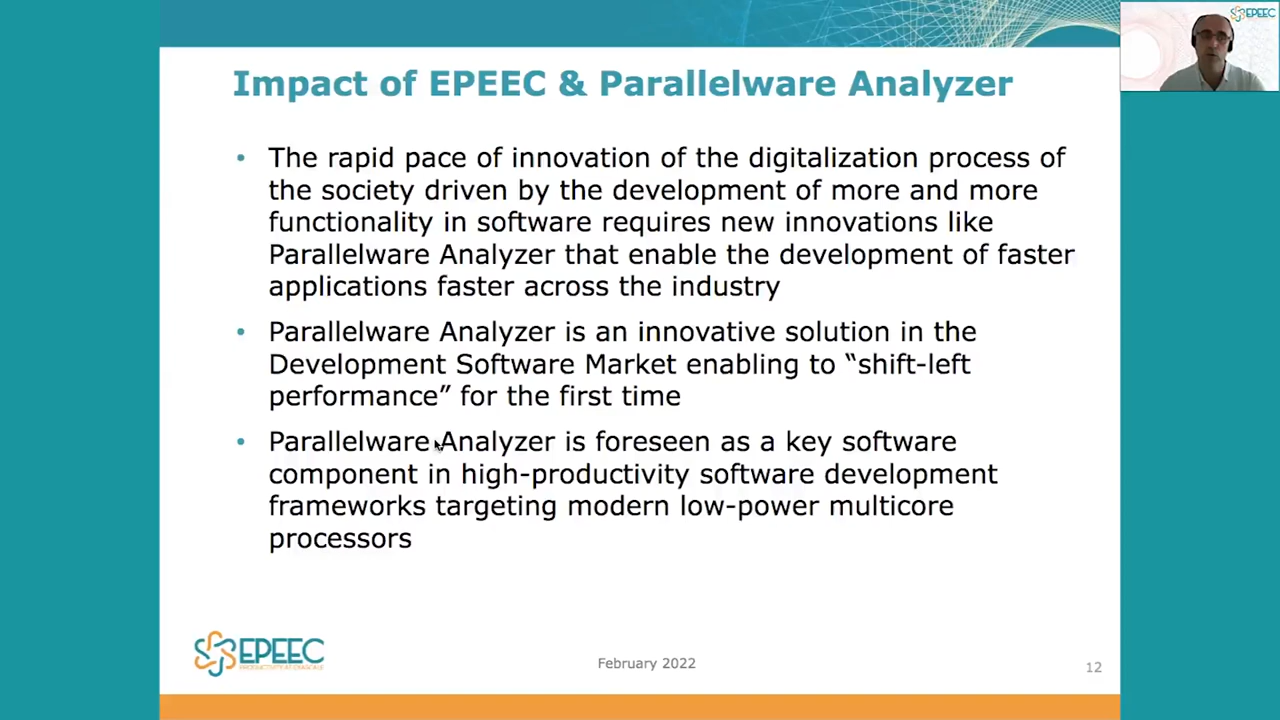 EPEEC
Impact of EPEEC & Parallelware Analyzer
• The rapid pace of innovation of the digitalization process of
the society driven by the development of more and more
functionality in software requires new innovations like
Parallelware Analyzer that enable the development of faster
applications faster across the industry
• Parallelware Analyzer is an innovative solution in the
Development Software Market enabling to “shift-left
performance” for the first time
• Parallelware Analyzer is foreseen as a key software
component in high-productivity software development
frameworks targeting modern low-power multicore
processors
EPEEC
PRODUCTIVITY AT EXASCALE
February 2022
12